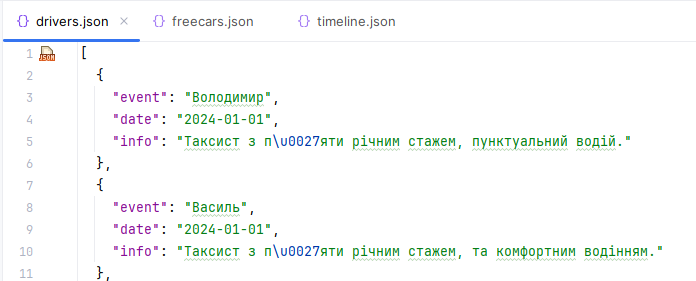 drivers.json × freecars.json timeline.json
1 JSON [
2 {
3 "event": "Володимир",
4 "date": "2024-01-01",
5 "info": "Таксист з п\u0027яти річним стажем, пунктуальний водій."
6 },
7 {
8 "event": "Василь",
9 "date": "2024-01-01",
10 "info": "Таксист з п\u0027яти річним стажем, та комфортним водінням."
11 },